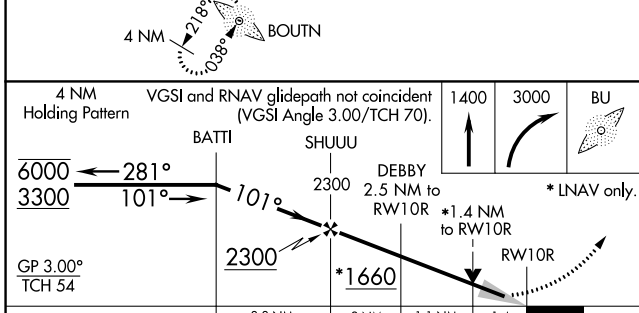 218°
4 NM
038°
BOUTN
4 NM
Holding Pattern
VGSI and RNAV glidepath not coincident
(VGSI Angle 3.00/TCH 70).
1400
3000
BU
BATTI
SHUUU
6000
281°
3300
101°
101°
2300
DEBBY
2.5 NM to
RW10R
*1.4 NM
to RW10R
* LNAV only.
RW10R
2300
*1660
GP 3.00°
TCH 54